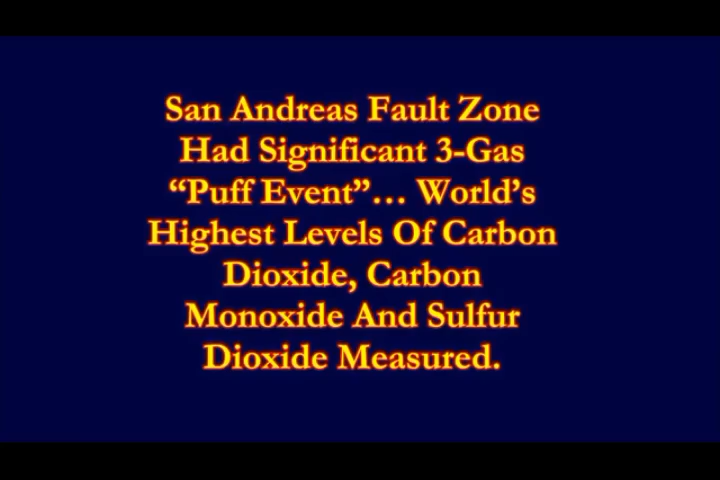 San Andreas Fault Zone
Had Significant 3-Gas
“Puff Event”… World’s
Highest Levels Of Carbon
Dioxide, Carbon
Monoxide And Sulfur
Dioxide Measured.